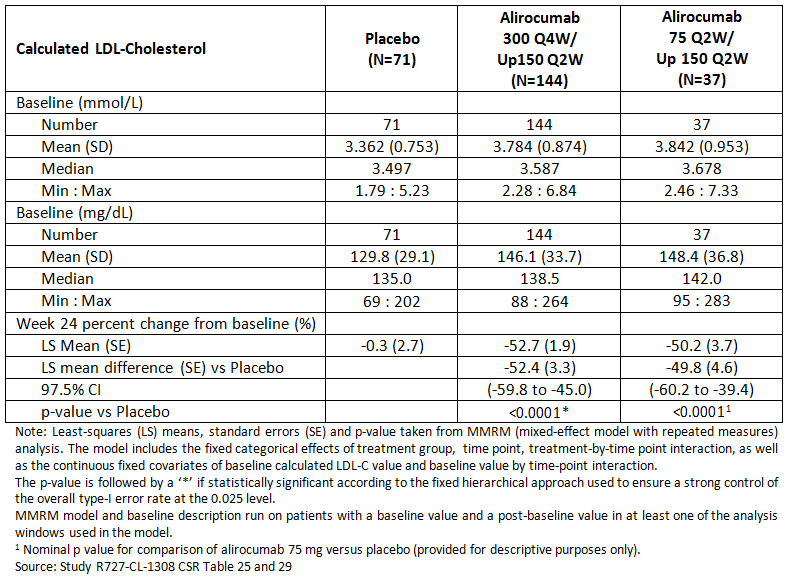 Calculated LDL-Cholesterol Placebo (N=71) Alirocumab 300 Q4W/ Up150 Q2W (N=144) Alirocumab 75 Q2W/ Up 150 Q2W (N=37)
Baseline (mmol/L)
Number 71 144 37
Mean (SD) 3.362 (0.753) 3.784 (0.874) 3.842 (0.953)
Median 3.497 3.587 3.678
Min : Max 1.79 : 5.23 2.28 : 6.84 2.46 : 7.33
Baseline (mg/dL)
Number 71 144 37
Mean (SD) 129.8 (29.1) 146.1 (33.7) 148.4 (36.8)
Median 135.0 138.5 142.0
Min : Max 69 : 202 88 : 264 95 : 283
Week 24 percent change from baseline (%)
LS Mean (SE) -0.3 (2.7) -52.7 (1.9) -50.2 (3.7)
LS mean difference (SE) vs Placebo -52.4 (3.3) -49.8 (4.6)
97.5% CI (-59.8 to -45.0) (-60.2 to -39.4)
p-value vs Placebo <0.0001* <0.0001¹
Note: Least-squares (LS) means, standard errors (SE) and p-value taken from MMRM (mixed-effect model with repeated measures)
analysis. The model includes the fixed categorical effects of treatment group, time point, treatment-by-time point interaction, as well
as the continuous fixed covariates of baseline calculated LDL-C value and baseline value by time-point interaction.
The p-value is followed by a ‘*’ if statistically significant according to the fixed hierarchical approach used to ensure a strong control of
the overall type-I error rate at the 0.025 level.
MMRM model and baseline description run on patients with a baseline value and a post-baseline value in at least one of the analysis
windows used in the model.
¹ Nominal p value for comparison of alirocumab 75 mg versus placebo (provided for descriptive purposes only).
Source: Study R727-CL-1308 CSR Table 25 and 29